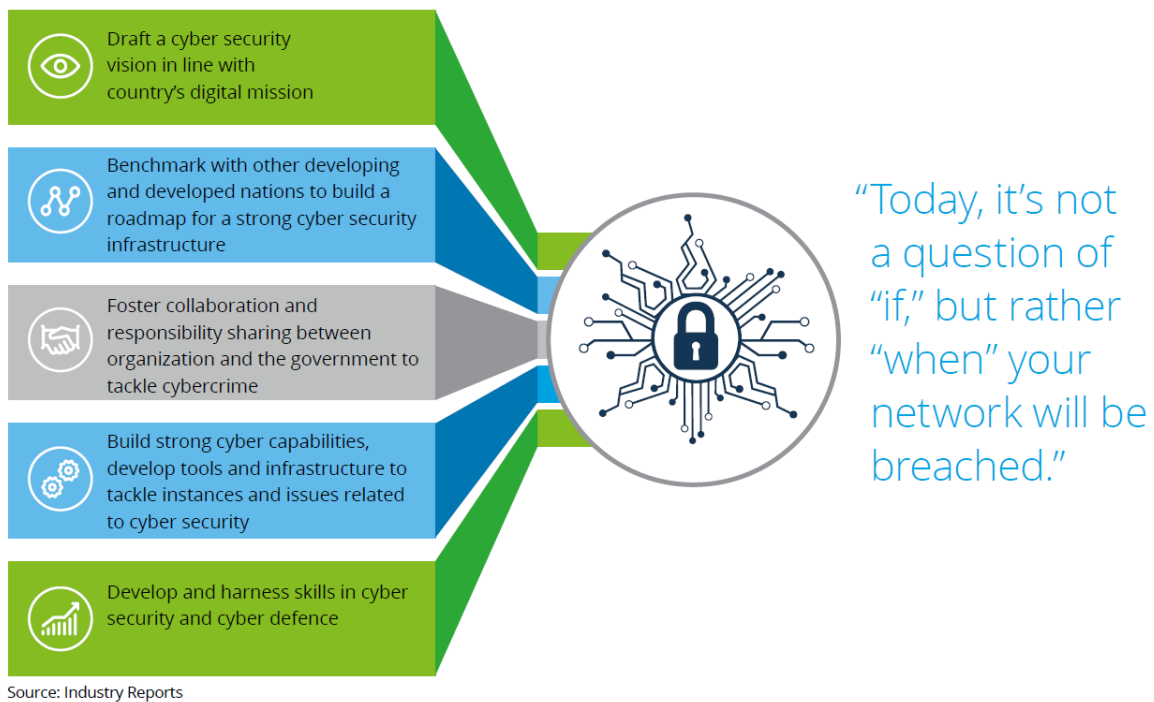 Draft a cyber security
vision in line with
country’s digital mission
Benchmark with other developing
and developed nations to build a
roadmap for a strong cyber security
infrastructure
Foster collaboration and
responsibility sharing between
organization and the government to
tackle cybercrime
Build strong cyber capabilities,
develop tools and infrastructure to
tackle instances and issues related
to cyber security
Develop and harness skills in cyber
security and cyber defence
“Today, it’s not
a question of
“if,” but rather
“when” your
network will be
breached.”
Source: Industry Reports